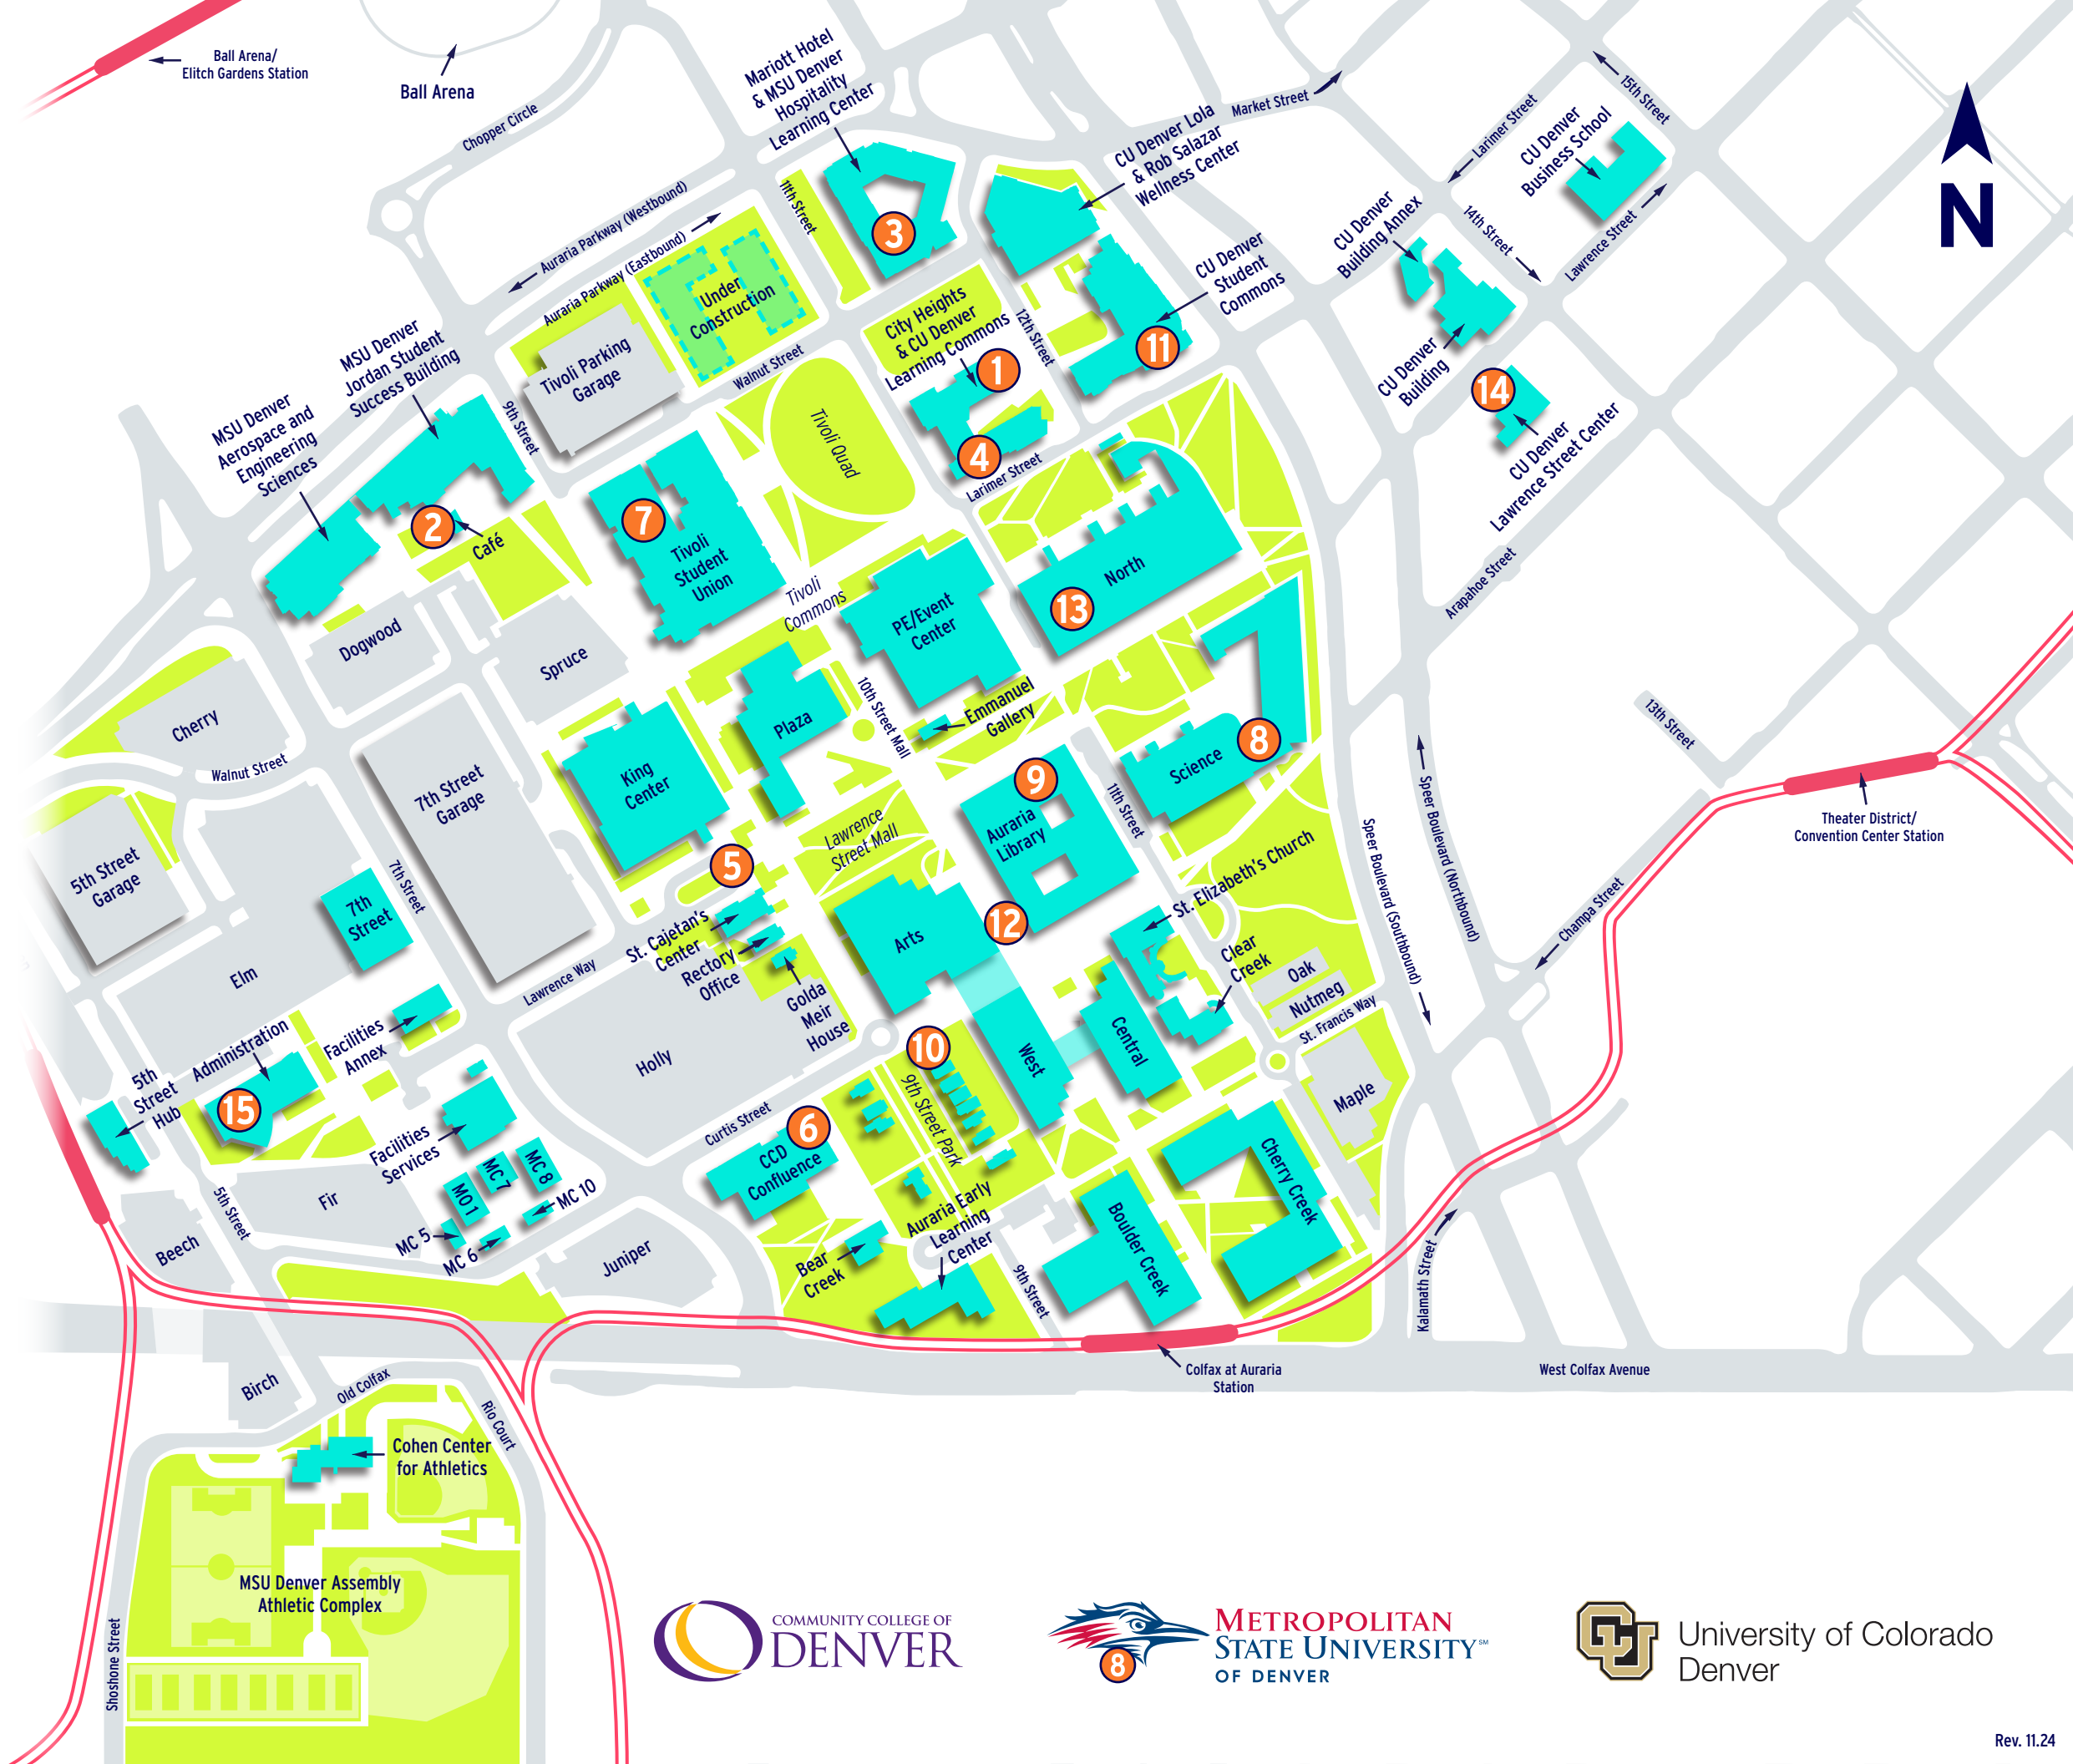 Ball Arena/
Elitch Gardens Station
Ball Arena
Chopper Circle
Mariott Hotel
& MSU Denver
Hospitality
Learning Center
CU Denver Lola
& Rob Salazar
Wellness Center
Market Street
Larimer Street
15th Street
CU Denver
Business School
N
CU Denver
Building Annex
14th Street
Lawrence Street
CU Denver
Student
Commons
Auraria Parkway (Westbound)
Auraria Parkway (Eastbound)
11th Street
3
Under
Construction
City Heights
& CU Denver
Learning Commons
12th Street
1
11
CU Denver
Building
14
CU Denver
Lawrence Street Center
MSU Denver
Jordan Student
Success Building
MSU Denver
Aerospace and
Engineering
Sciences
9th Street
Tivoli Parking
Garage
Walnut Street
Tivoli Quad
4
Larimer Street
2
Café
7
Tivoli
Student
Union
Tivoli
Commons
PE/Event
Center
North
13
Arapahoe Street
Dogwood
Spruce
Cherry
Walnut Street
7th Street
Garage
King
Center
Plaza
10th Street Mall
Emmanuel
Gallery
Science
8
13th Street
Theater District/
Convention Center Station
9
Auraria
Library
11th Street
Lawrence
Street Mall
5
St. Elizabeth's Church
Speer Boulevard (Southbound)
Speer Boulevard (Northbound)
Champa Street
5th Street
Garage
7th
Street
7th Street
Elm
Lawrence Way
St. Cajetan's
Center
Rectory
Office
Golda
Meir
House
Arts
12
Clear
Creek
Oak
Nutmeg
St. Francis Way
Facilities
Annex
Administration
5th
Street
Hub
15
Holly
10
West
Central
Maple
Curtis Street
6
CCD
Confluence
9th Street Park
Facilities
Services
MC 8
MC 7
MO 1
MC 10
MC 5
MC 6
Fir
5th Street
Beech
Juniper
Bear
Creek
Auraria Early
Learning
Center
9th Street
Boulder Creek
Cherry Creek
Kalamath Street
Colfax at Auraria
Station
West Colfax Avenue
Birch
Old Colfax
Rio Court
Cohen Center
for Athletics
MSU Denver Assembly
Athletic Complex
Shoshone Street
COMMUNITY COLLEGE OF
DENVER
METROPOLITAN
STATE UNIVERSITY℠
OF DENVER
8
CU
University of Colorado
Denver
Rev. 11.24